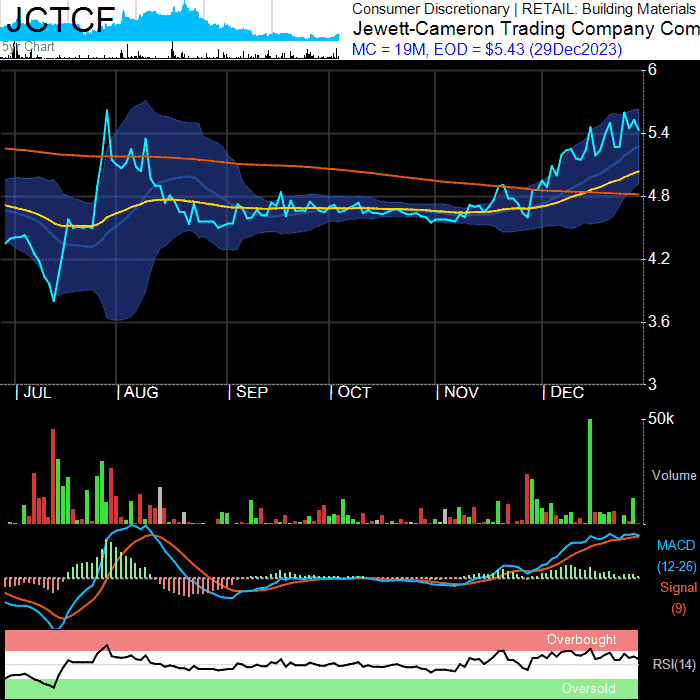 JCTCF
5yr Chart
Consumer Discretionary | RETAIL: Building Materials
Jewett-Cameron Trading Company Com
MC = 19M, EOD = $5.43 (29Dec2023)
6
5.4
4.8
4.2
3.6
3
JUL
AUG
SEP
OCT
NOV
DEC
50k
Volume
MACD
(12-26)
Signal
(9)
Overbought
RSI(14)
Oversold